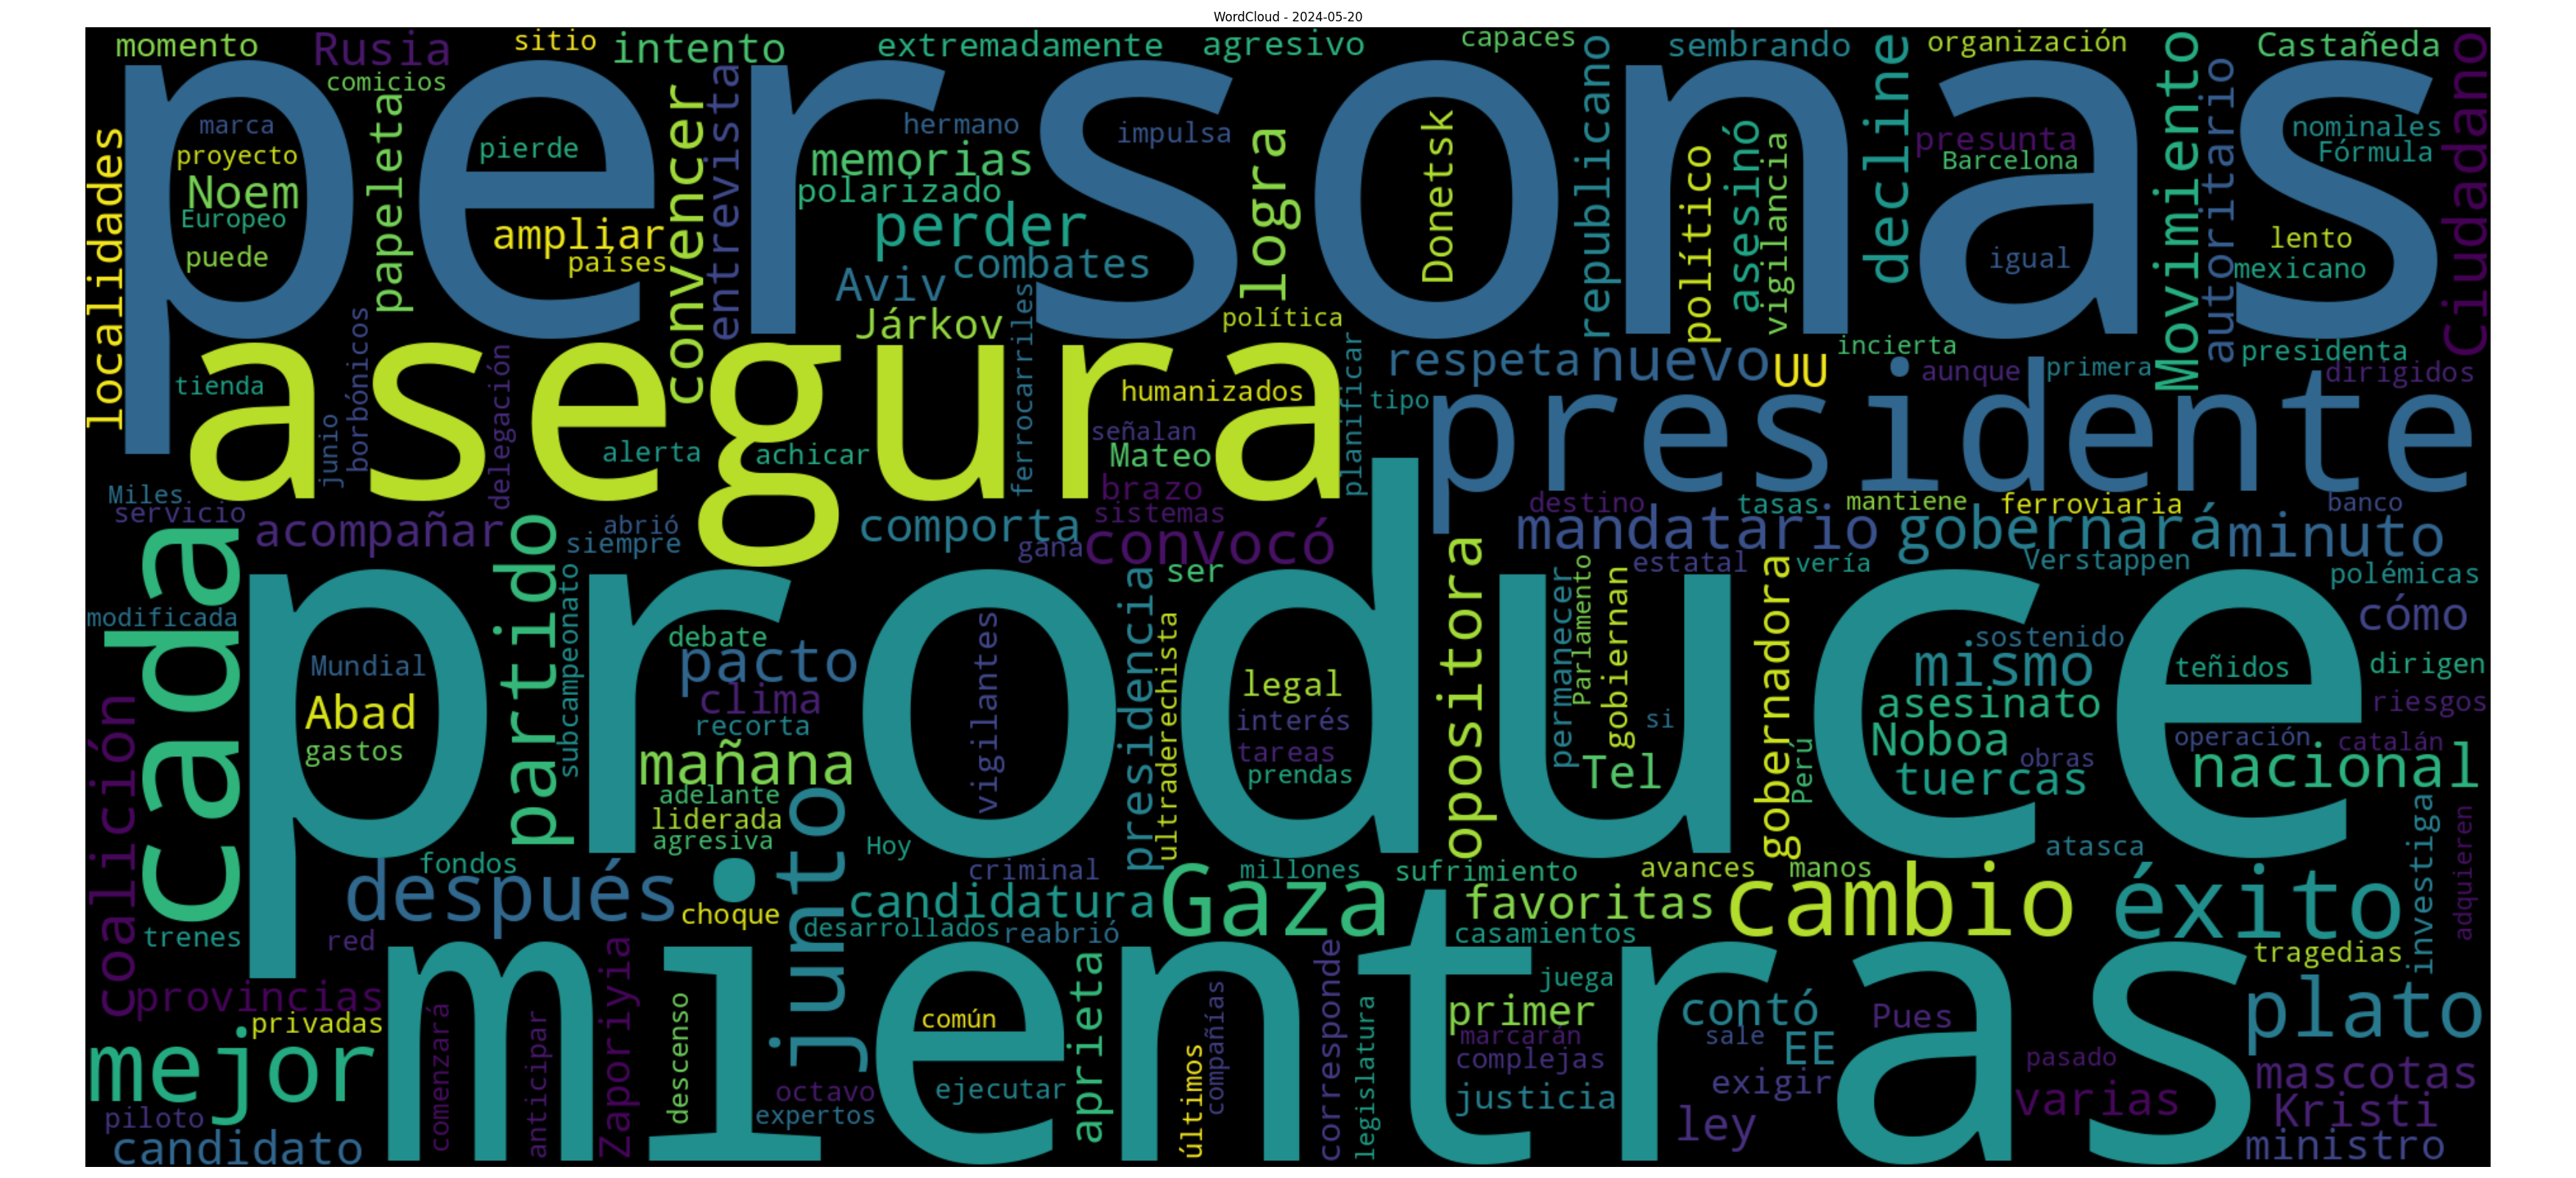 WordCloud - 2024-05-20
momento
Rusia
sitio
intento
extremadamente
agresivo
capaces
sembrando
organización
Castañeda
comicios
personas
localidades
marca
proyecto
Noem
Europeo
puede
papeleta
pierde
ampliar
países
convencer
entrevista
hermano
memorias
polarizado
perder
Aviv
combates
Járkov
impulsa
logra
política
Donetsk
republicano
político
asesinó
vigilancia
decline
presunta
Barcelona
igual
Movimiento
autoritario
nominales
Fórmula
lento
mexicano
Ciudadano
presidenta
dirigidos
asegura
tienda
junio
borbónicos
delegación
alerta
achicar
ferrocarriles
humanizados
señalan
Mateo
brazo
sistemas
planificar
tipo
respeta
nuevo
UU
incierta
aunque
primera
presidente
Miles
servicio
acompañar
abrió
siempre
comporta
gana
convocó
ser
destino
tasas
mantiene
ferroviaria
banco
mandatario
gobernará
minuto
estatal
vería
Verstappen
polémicas
cómo
cada
modificada
partido
subcampeonato
produce
Mundial
Abad
gastos
debate
pacto
clima
recorta
mañana
adelante
liderada
agresiva
vigilantes
Hoy
presidencia
ultraderechista
legal
interés
tareas
prendas
opositora
permanecer
Parlamento
gobiernan
si
Tel
gobernadora
Perú
sostenido
mismo
asesinato
Noboa
obras
tuercas
teñidos
dirigen
riesgos
operación
catalán
nacional
coalición
trenes
fondos
después
red
choque
junto
criminal
candidatura
desarrollados
reabrió
Gaza
millones
sufrimiento
avances
manos
favoritas
casamientos
cambio
atasca
éxito
investiga
adquieren
tragedias
mientras
provincias
privadas
mejor
piloto
candidato
comenzará
anticipar
Zaporiyia
descenso
octavo
expertos
común
ejecutar
aprieta
últimos
compañías
corresponde
legislatura
juega
primer
marcarán
complejas
justicia
contó
sale
EE
exigir
ley
Pues
pasado
varias
plato
mascotas
Kristi
ministro